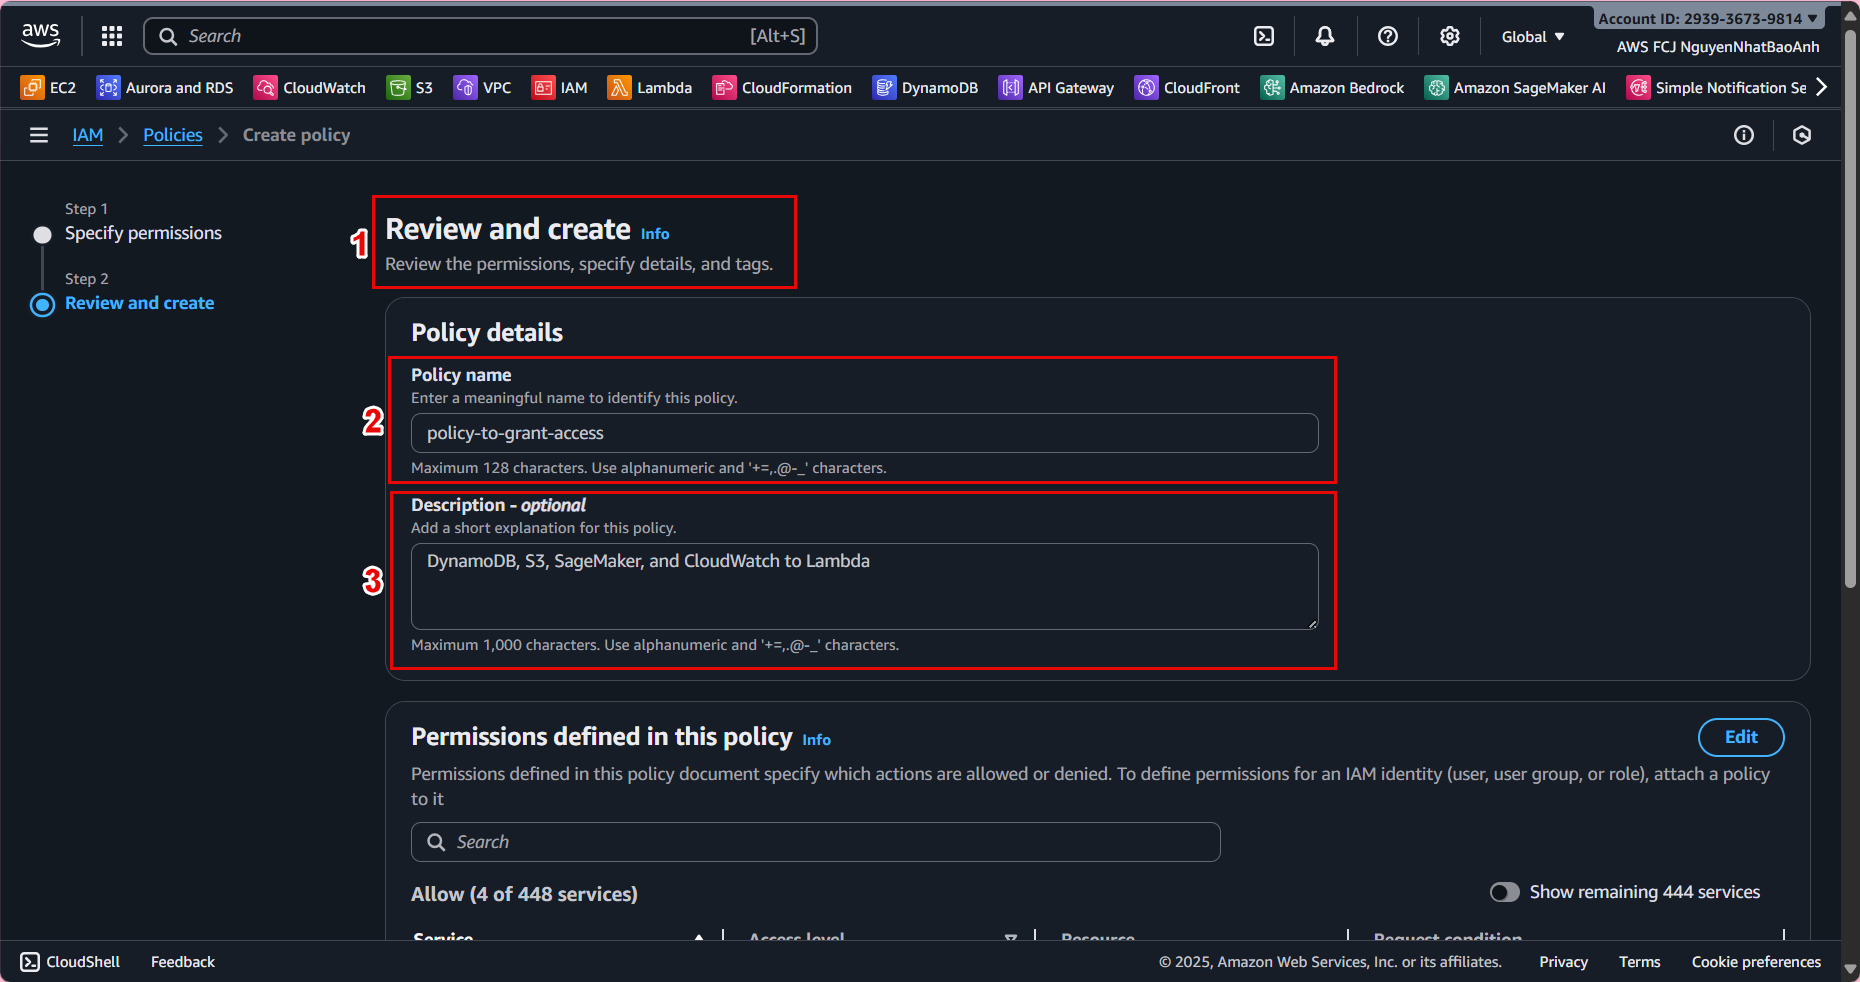 aws
Search
[Alt+S]
Global ▼
Account ID: 2939-3673-9814 ▼
AWS FCJ NguyenNhatBaoAnh
EC2
Aurora and RDS
CloudWatch
S3
VPC
IAM
Lambda
CloudFormation
DynamoDB
API Gateway
CloudFront
Amazon Bedrock
Amazon SageMaker AI
Simple Notification Se
IAM > Policies > Create policy
Step 1
Specify permissions
Step 2
Review and create
1
Review and create Info
Review the permissions, specify details, and tags.
Policy details
2
Policy name
Enter a meaningful name to identify this policy.
policy-to-grant-access
Maximum 128 characters. Use alphanumeric and '+=,.@-_' characters.
3
Description - optional
Add a short explanation for this policy.
DynamoDB, S3, SageMaker, and CloudWatch to Lambda
Maximum 1,000 characters. Use alphanumeric and '+=,.@-_' characters.
Permissions defined in this policy Info
Edit
Permissions defined in this policy document specify which actions are allowed or denied. To define permissions for an IAM identity (user, user group, or role), attach a policy
to it
Search
Allow (4 of 448 services)
Show remaining 444 services
Service
Access level
Resource
Request condition
CloudShell
Feedback
© 2025, Amazon Web Services, Inc. or its affiliates.
Privacy
Terms
Cookie preferences